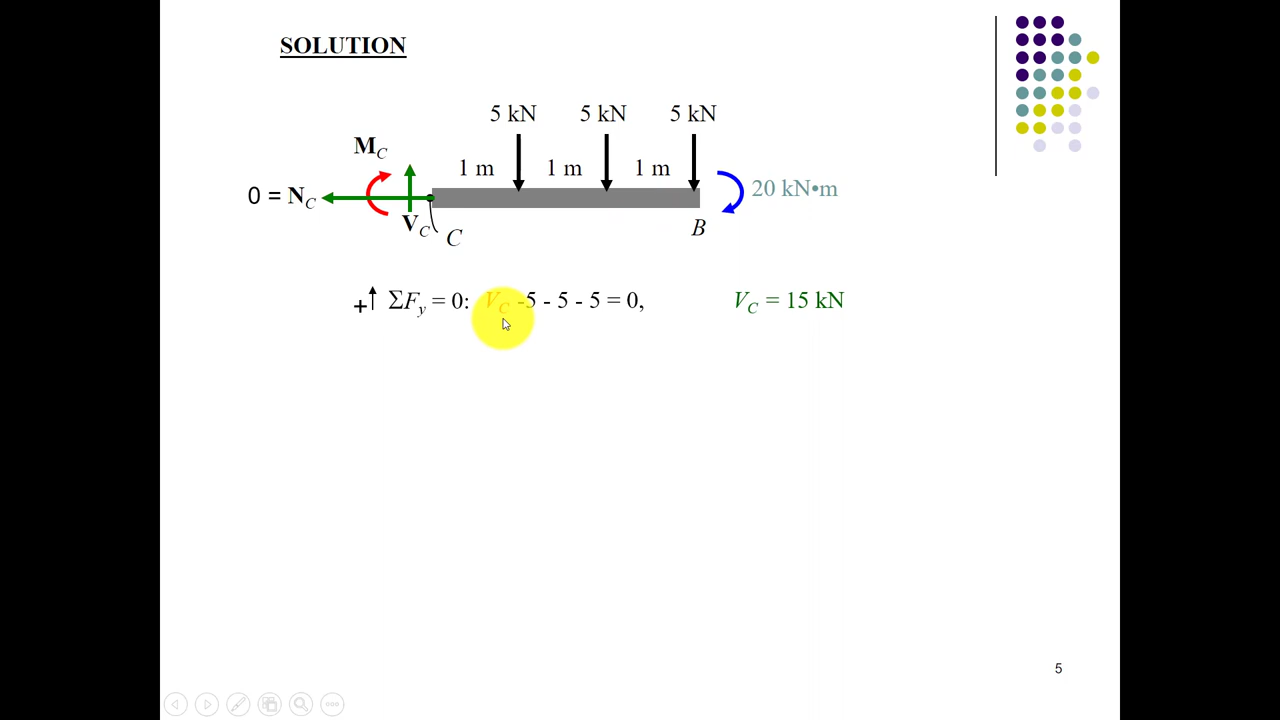 SOLUTION
5 kN 5 kN 5 kN
M_C
1 m 1 m 1 m
0 = N_C
20 kN•m
V_C
C
B
+↑ ΣF_y = 0: V_C -5 - 5 - 5 = 0, V_C = 15 kN
5